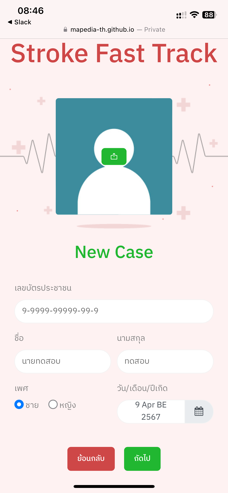 08:46
88
◀ Slack
mapedia-th.github.io — Private
Stroke Fast Track
New Case
เลขบัตรประชาชน
9-9999-99999-99-9
ชื่อ นามสกุล
นายทดสอบ ทดสอบ
เพศ วัน/เดือน/ปีเกิด
ชาย หญิง 9 Apr BE
2567
ย้อนกลับ ถัดไป